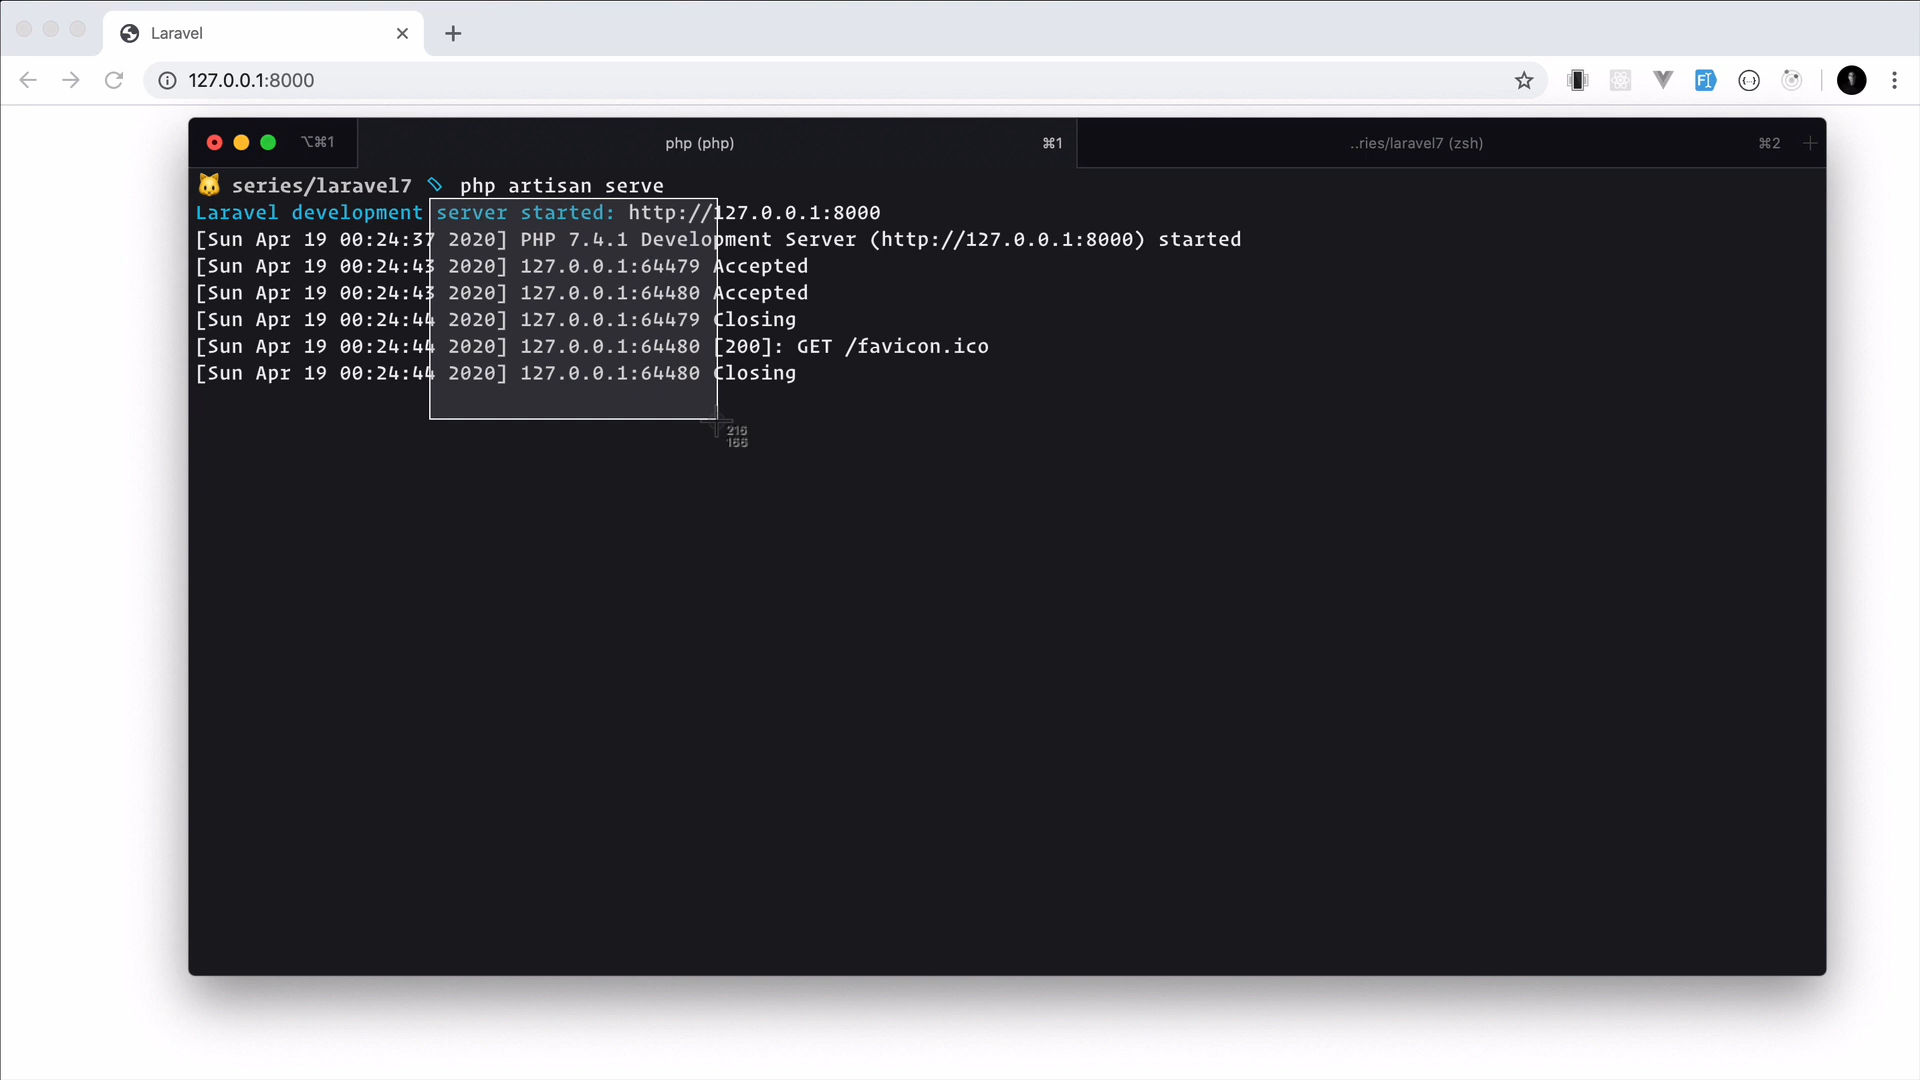 Laravel
127.0.0.1:8000
⌥⌘1
php (php)
⌘1
..ries/laravel7 (zsh)
⌘2
series/laravel7 php artisan serve
Laravel development server started: http://127.0.0.1:8000
[Sun Apr 19 00:24:37 2020] PHP 7.4.1 Development Server (http://127.0.0.1:8000) started
[Sun Apr 19 00:24:43 2020] 127.0.0.1:64479 Accepted
[Sun Apr 19 00:24:43 2020] 127.0.0.1:64480 Accepted
[Sun Apr 19 00:24:44 2020] 127.0.0.1:64479 Closing
[Sun Apr 19 00:24:44 2020] 127.0.0.1:64480 [200]: GET /favicon.ico
[Sun Apr 19 00:24:44 2020] 127.0.0.1:64480 Closing
216
166